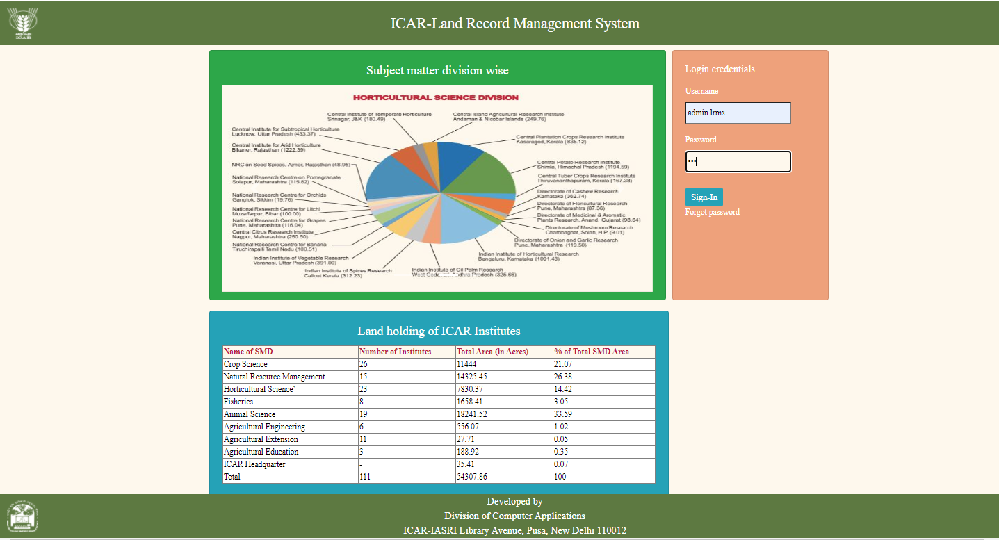 ICAR
ICAR-Land Record Management System
Subject matter division wise
HORTICULTURAL SCIENCE DIVISION
Central Institute of Temperate Horticulture
Srinagar, J&K (180.49)
Central Island Agricultural Research Institute
Andaman & Nicobar Islands (249.76)
Central Institute for Subtropical Horticulture
Lucknow, Uttar Pradesh (433.37)
Central Plantation Crops Research Institute
Kasaragod, Kerala (835.12)
Central Institute for Arid Horticulture
Bikaner, Rajasthan (1222.39)
NRC on Seed Spices, Ajmer, Rajasthan (48.95)
Central Potato Research Institute
Shimla, Himachal Pradesh (1194.59)
National Research Centre on Pomegranate
Solapur, Maharashtra (115.82)
Central Tuber Crops Research Institute
Thiruvananthapuram, Kerala (167.38)
National Research Centre for Orchids
Gangtok, Sikkim (19.76)
Directorate of Cashew Research
Karnataka (362.74)
National Research Centre for Litchi
Muzaffarpur, Bihar (100.00)
Directorate of Floricultural Research
Pune, Maharashtra (87.36)
National Research Centre for Grapes
Pune, Maharashtra (116.04)
Directorate of Medicinal & Aromatic
Plants Research, Anand, Gujarat (98.64)
Central Citrus Research Institute
Nagpur, Maharashtra (250.50)
Directorate of Mushroom Research
Chambaghat, Solan, H.P. (9.01)
National Research Centre for Banana
Tiruchirapalli Tamil Nadu (100.51)
Directorate of Onion and Garlic Research
Pune, Maharashtra (119.50)
Indian Institute of Vegetable Research
Varanasi, Uttar Pradesh (391.00)
Indian Institute of Horticultural Research
Bengaluru, Karnataka (1091.43)
Indian Institute of Spices Research
Calicut Kerala (312.23)
Indian Institute of Oil Palm Research
West Pradesh (325.66)
Login credentials
Username
admin.lrms
Password
•••
Sign-In
Forgot password
Land holding of ICAR Institutes
Name of SMD Number of Institutes Total Area (in Acres) % of Total SMD Area
Crop Science 26 11444 21.07
Natural Resource Management 15 14325.45 26.38
Horticultural Science` 23 7830.37 14.42
Fisheries 8 1658.41 3.05
Animal Science 19 18241.52 33.59
Agricultural Engineering 6 556.07 1.02
Agricultural Extension 11 27.71 0.05
Agricultural Education 3 188.92 0.35
ICAR Headquarter - 35.41 0.07
Total 111 54307.86 100
Developed by
Division of Computer Applications
ICAR-IASRI Library Avenue, Pusa, New Delhi 110012